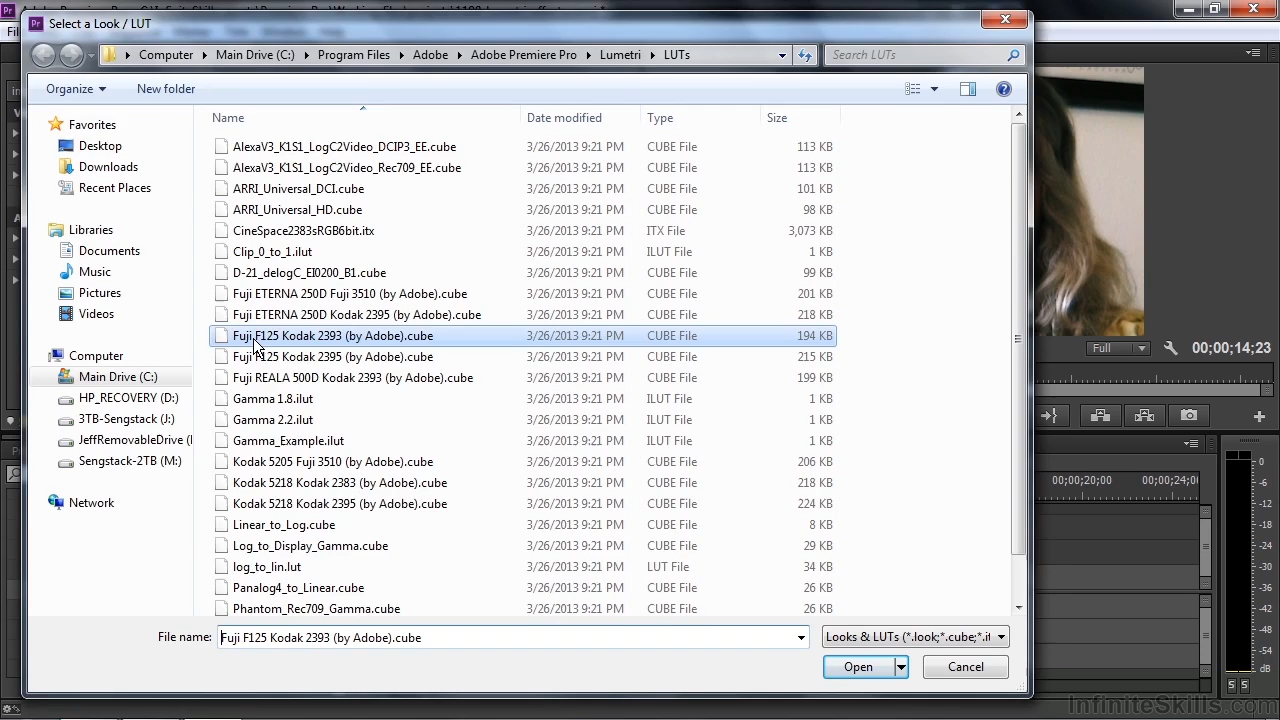 Select a Look / LUT
Computer Main Drive (C:) Program Files Adobe Adobe Premiere Pro Lumetri LUTs Search LUTs
Organize New folder
Name Date modified Type Size
Favorites
Desktop
Downloads
Recent Places
Libraries
Documents
Music
Pictures
Videos
Computer
Main Drive (C:)
HP_RECOVERY (D:)
3TB-Sengstack (J:)
JeffRemovableDrive (
Sengstack-2TB (M:)
Network
AlexaV3_K1S1_LogC2Video_DCIP3_EE.cube 3/26/2013 9:21 PM CUBE File 113 KB
AlexaV3_K1S1_LogC2Video_Rec709_EE.cube 3/26/2013 9:21 PM CUBE File 113 KB
ARRI_Universal_DCI.cube 3/26/2013 9:21 PM CUBE File 101 KB
ARRI_Universal_HD.cube 3/26/2013 9:21 PM CUBE File 98 KB
CineSpace2383sRGB6bit.itx 3/26/2013 9:21 PM ITX File 3,073 KB
Clip_0_to_1.ilut 3/26/2013 9:21 PM ILUT File 1 KB
D-21_delogC_EI0200_B1.cube 3/26/2013 9:21 PM CUBE File 99 KB
Fuji ETERNA 250D Fuji 3510 (by Adobe).cube 3/26/2013 9:21 PM CUBE File 201 KB
Fuji ETERNA 250D Kodak 2395 (by Adobe).cube 3/26/2013 9:21 PM CUBE File 218 KB
Fuji F125 Kodak 2393 (by Adobe).cube 3/26/2013 9:21 PM CUBE File 194 KB
Fuji F125 Kodak 2395 (by Adobe).cube 3/26/2013 9:21 PM CUBE File 215 KB
Fuji REALA 500D Kodak 2393 (by Adobe).cube 3/26/2013 9:21 PM CUBE File 199 KB
Gamma 1.8.ilut 3/26/2013 9:21 PM ILUT File 1 KB
Gamma 2.2.ilut 3/26/2013 9:21 PM ILUT File 1 KB
Gamma_Example.ilut 3/26/2013 9:21 PM ILUT File 1 KB
Kodak 5205 Fuji 3510 (by Adobe).cube 3/26/2013 9:21 PM CUBE File 206 KB
Kodak 5218 Kodak 2383 (by Adobe).cube 3/26/2013 9:21 PM CUBE File 218 KB
Kodak 5218 Kodak 2395 (by Adobe).cube 3/26/2013 9:21 PM CUBE File 224 KB
Linear_to_Log.cube 3/26/2013 9:21 PM CUBE File 8 KB
Log_to_Display_Gamma.cube 3/26/2013 9:21 PM CUBE File 29 KB
log_to_lin.lut 3/26/2013 9:21 PM LUT File 34 KB
Panalog4_to_Linear.cube 3/26/2013 9:21 PM CUBE File 26 KB
Phantom_Rec709_Gamma.cube 3/26/2013 9:21 PM CUBE File 26 KB
File name: Fuji F125 Kodak 2393 (by Adobe).cube Looks & LUTs (*.look;*.cube;*.it
Open Cancel
Full 00;00;14;23
00;00;20;00 00;00;24;0
0
-6
-12
-18
-24
-30
-36
-42
-48
-54
dB
S S
InfiniteSkills.com